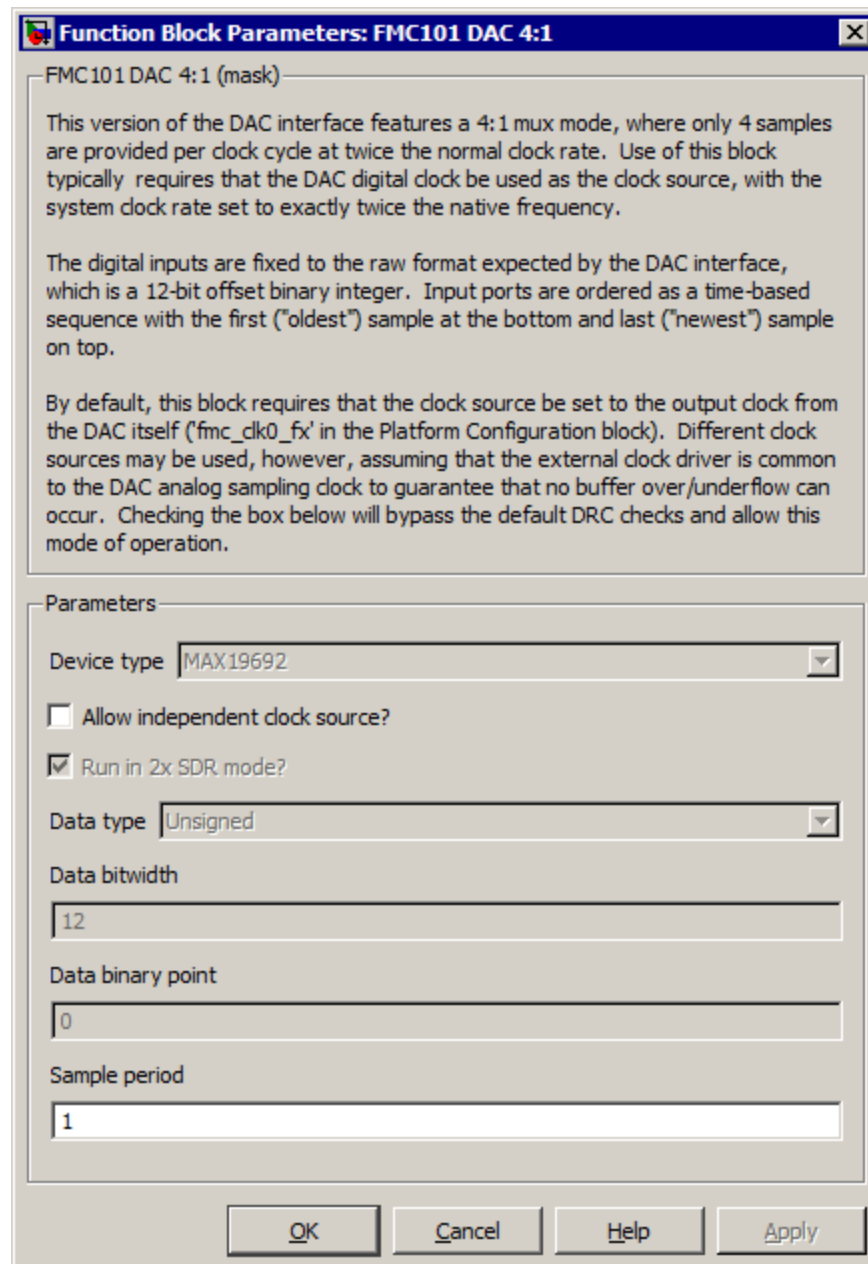 Function Block Parameters: FMC101 DAC 4:1
FMC101 DAC 4:1 (mask)
This version of the DAC interface features a 4:1 mux mode, where only 4 samples
are provided per clock cycle at twice the normal clock rate.  Use of this block
typically  requires that the DAC digital clock be used as the clock source, with the
system clock rate set to exactly twice the native frequency.
The digital inputs are fixed to the raw format expected by the DAC interface,
which is a 12-bit offset binary integer.  Input ports are ordered as a time-based
sequence with the first ("oldest") sample at the bottom and last ("newest") sample
on top.
By default, this block requires that the clock source be set to the output clock from
the DAC itself ('fmc_clk0_fx' in the Platform Configuration block).  Different clock
sources may be used, however, assuming that the external clock driver is common
to the DAC analog sampling clock to guarantee that no buffer over/underflow can
occur.  Checking the box below will bypass the default DRC checks and allow this
mode of operation.
Parameters
Device type MAX19692
Allow independent clock source?
Run in 2x SDR mode?
Data type Unsigned
Data bitwidth
12
Data binary point
0
Sample period
1
OK Cancel Help Apply